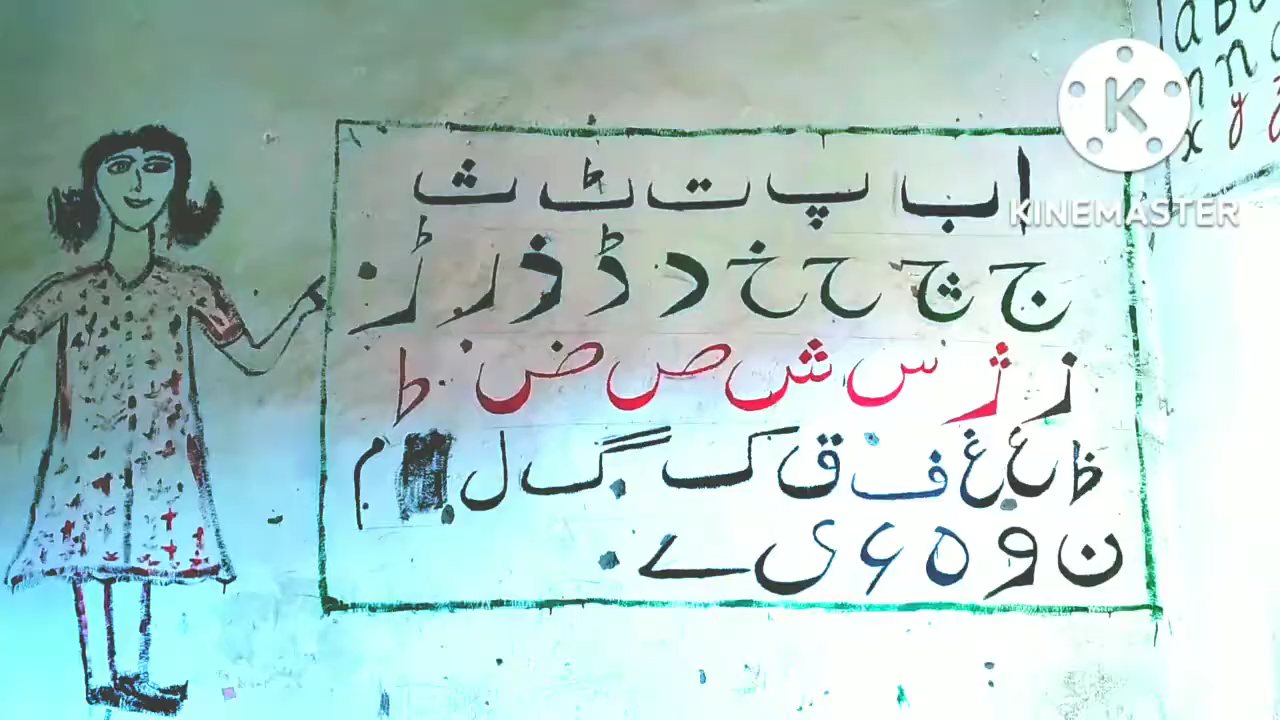 ا ب پ ت ٹ ث
ج چ ح خ د ڈ ذ ر ڑ
ز ژ س ش ص ض ط
ظ ع غ ف ق ک گ ل م
ن و ہ ء ی ے
K
KINEMASTER
a b
n n
x y z